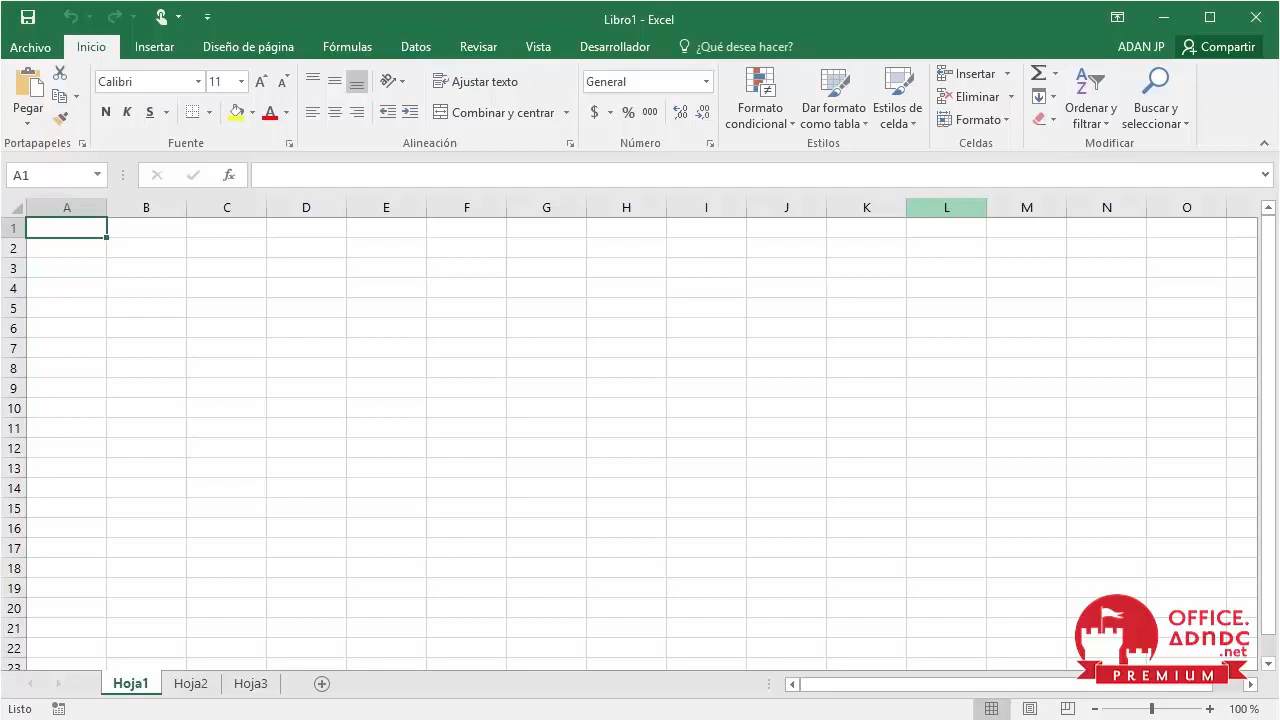 Libro1 - Excel
Archivo Inicio Insertar Diseño de página Fórmulas Datos Revisar Vista Desarrollador ¿Qué desea hacer? ADAN JP Compartir
Pegar
Portapapeles
Calibri 11
N K S
Fuente
Ajustar texto
Combinar y centrar
Alineación
General
$ % 000
Número
Formato condicional
Dar formato como tabla
Estilos de celda
Estilos
Insertar
Eliminar
Formato
Celdas
Ordenar y filtrar
Buscar y seleccionar
Modificar
A1 fx
A B C D E F G H I J K L M N O
1
2
3
4
5
6
7
8
9
10
11
12
13
14
15
16
17
18
19
20
21
22
23
OFFICE.
ADNDC
.net
PREMIUM
Hoja1 Hoja2 Hoja3
Listo 100 %